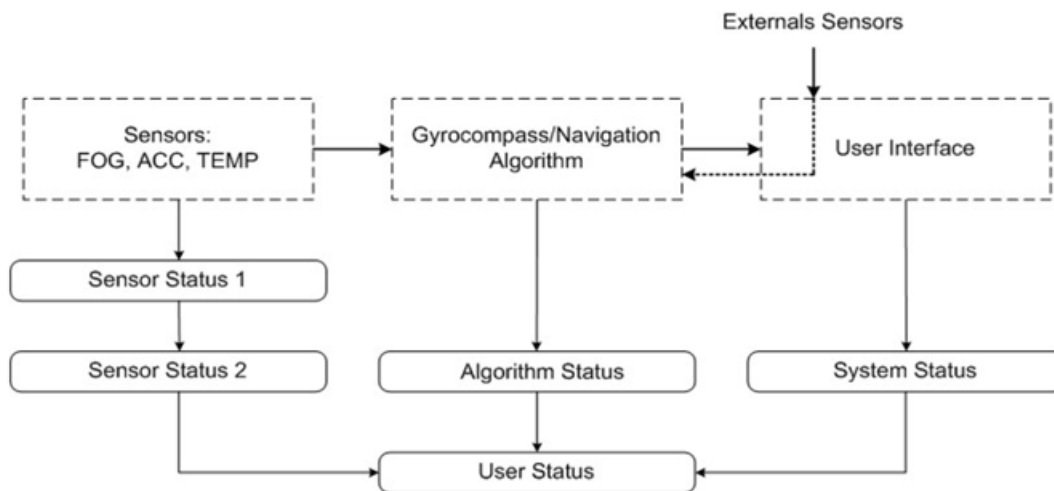 Externals Sensors
Sensors:
FOG, ACC, TEMP
Gyrocompass/Navigation
Algorithm
User Interface
Sensor Status 1
Sensor Status 2
Algorithm Status
System Status
User Status